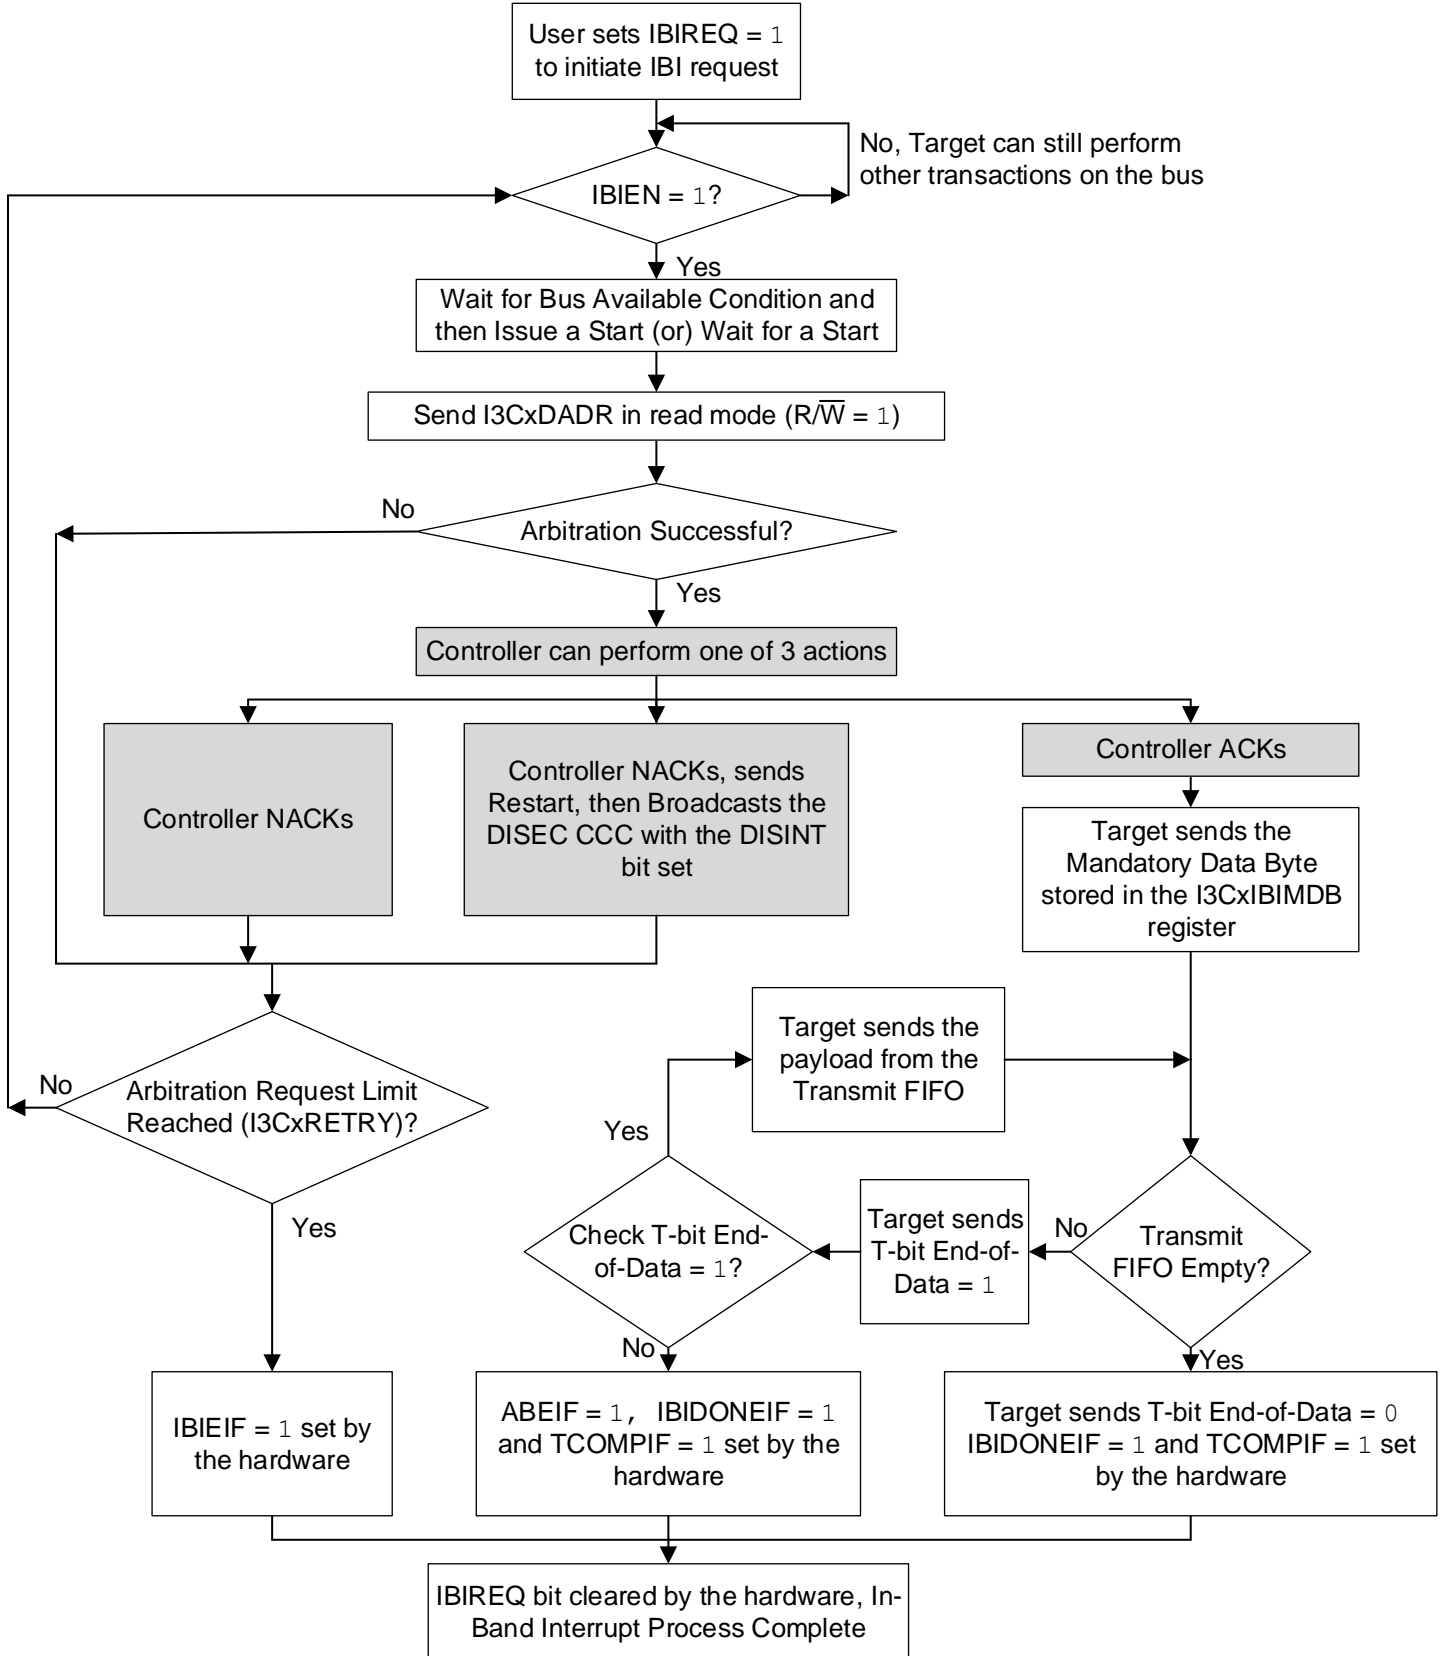 User sets IBIREQ = 1
to initiate IBI request
No, Target can still perform
other transactions on the bus
IBIEN = 1?
Yes
Wait for Bus Available Condition and
then Issue a Start (or) Wait for a Start
Send I3CxDADR in read mode (R/W̅ = 1)
No
Arbitration Successful?
Yes
Controller can perform one of 3 actions
Controller NACKs
Controller NACKs, sends
Restart, then Broadcasts the
DISEC CCC with the DISINT
bit set
Controller ACKs
Target sends the
Mandatory Data Byte
stored in the I3CxIBIMDB
register
Target sends the
payload from the
Transmit FIFO
No
Arbitration Request Limit
Reached (I3CxRETRY)?
Yes
Yes
Check T-bit End-
of-Data = 1?
Target sends
T-bit End-of-
Data = 1
No
Transmit
FIFO Empty?
No
Yes
IBIEIF = 1 set by
the hardware
ABEIF = 1, IBIDONEIF = 1
and TCOMPIF = 1 set by the
hardware
Target sends T-bit End-of-Data = 0
IBIDONEIF = 1 and TCOMPIF = 1 set
by the hardware
IBIREQ bit cleared by the hardware, In-
Band Interrupt Process Complete